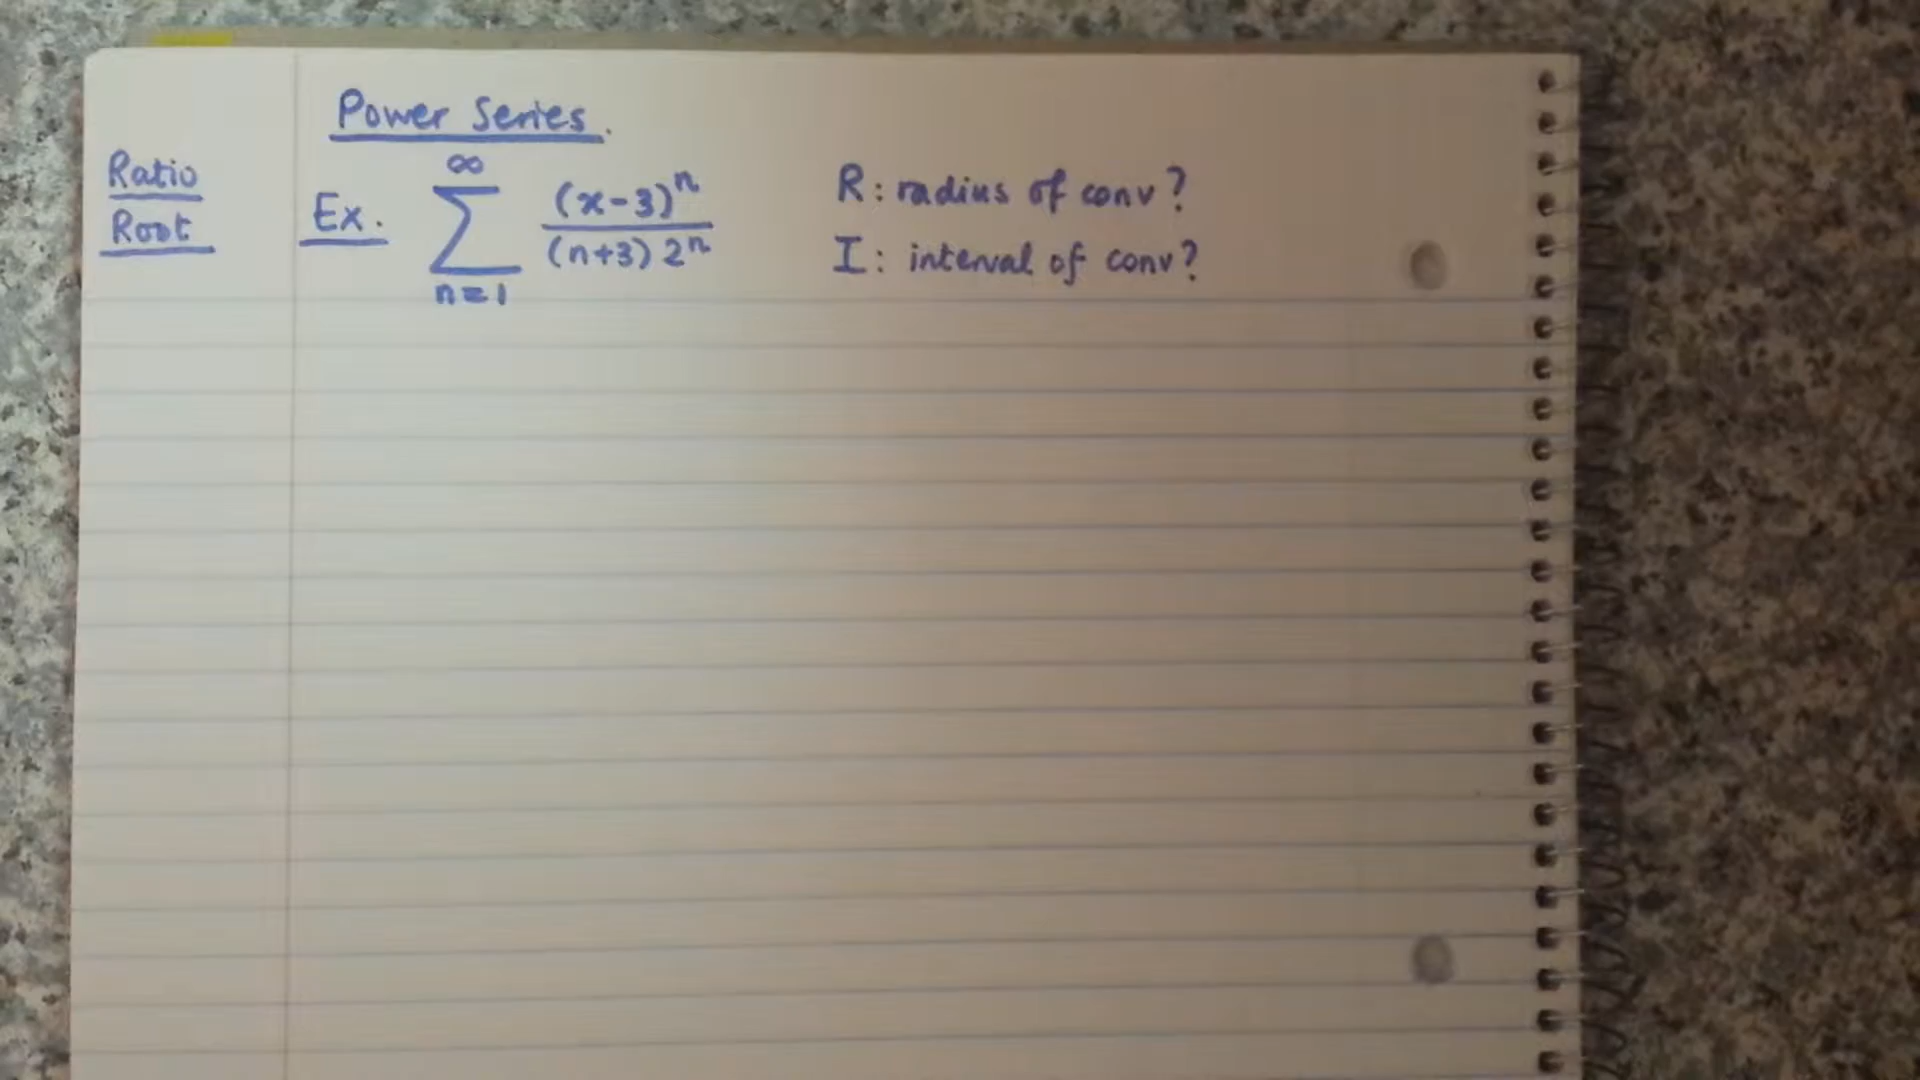 Power Series.
Ratio
Root
Ex. ∞ Σ n=1 (x-3)^n / (n+3) 2^n
R: radius of conv?
I: interval of conv?